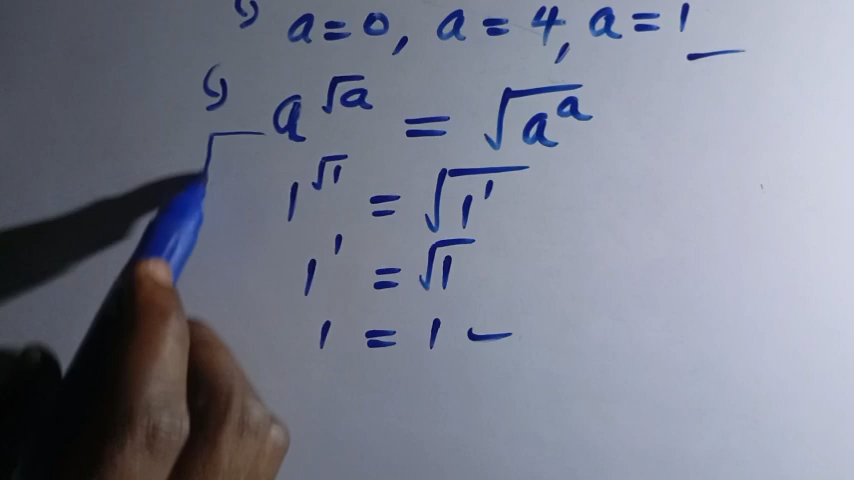 a=0, a=4, a=1
a^√a = √(a^a)
1^√1 = √(1^1)
1^1 = √1
1 = 1